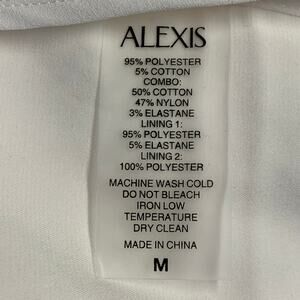 ALEXIS
95% POLYESTER
5% COTTON
COMBO:
50% COTTON
47% NYLON
3% ELASTANE
LINING 1:
95% POLYESTER
5% ELASTANE
LINING 2:
100% POLYESTER
MACHINE WASH COLD
DO NOT BLEACH
IRON LOW
TEMPERATURE
DRY CLEAN
MADE IN CHINA
M